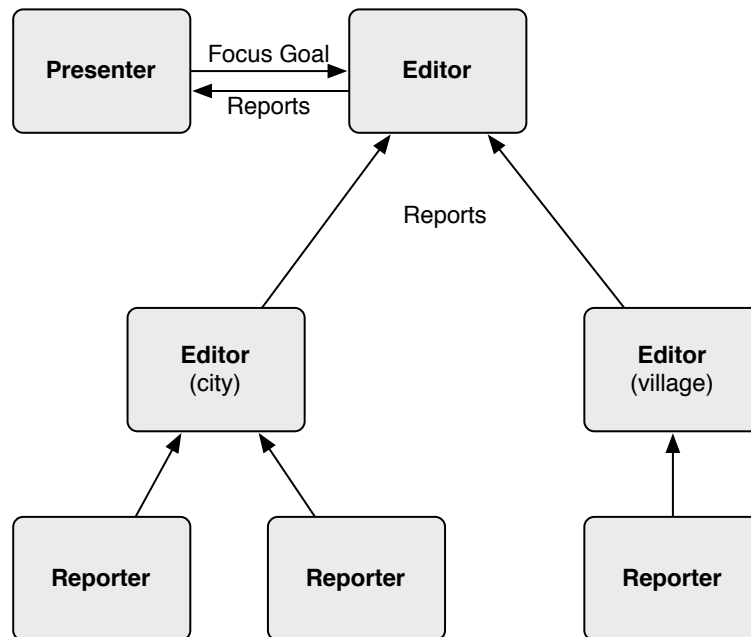 Presenter
Focus Goal
Editor
Reports
Reports
Editor
(city)
Editor
(village)
Reporter
Reporter
Reporter